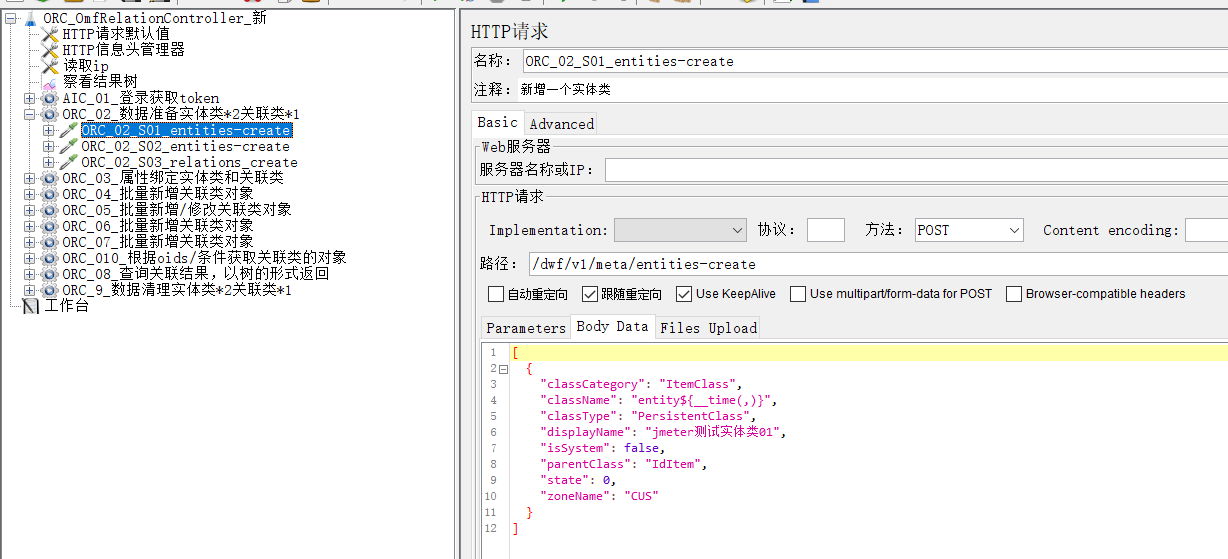 ORC_OmfRelationController_新
HTTP请求默认值
HTTP信息头管理器
读取ip
察看结果树
AIC_01_登录获取token
ORC_02_数据准备实体类*2关联类*1
ORC_02_S01_entities-create
ORC_02_S02_entities-create
ORC_02_S03_relations_create
ORC_03_属性绑定实体类和关联类
ORC_04_批量新增关联类对象
ORC_05_批量新增/修改关联类对象
ORC_06_批量新增关联类对象
ORC_07_批量新增关联类对象
ORC_010_根据oids/条件获取关联类的对象
ORC_08_查询关联结果，以树的形式返回
ORC_9_数据清理实体类*2关联类*1
工作台
HTTP请求
名称： ORC_02_S01_entities-create
注释： 新增一个实体类
Basic Advanced
Web服务器
服务器名称或IP：
HTTP请求
Implementation: 协议： 方法： POST Content encoding:
路径： /dwf/v1/meta/entities-create
自动重定向 跟随重定向 Use KeepAlive Use multipart/form-data for POST Browser-compatible headers
Parameters Body Data Files Upload
1 [
2 {
3 "classCategory": "ItemClass",
4 "className": "entity${__time(,)}",
5 "classType": "PersistentClass",
6 "displayName": "jmeter测试实体类01",
7 "isSystem": false,
8 "parentClass": "IdItem",
9 "state": 0,
10 "zoneName": "CUS"
11 }
12 ]